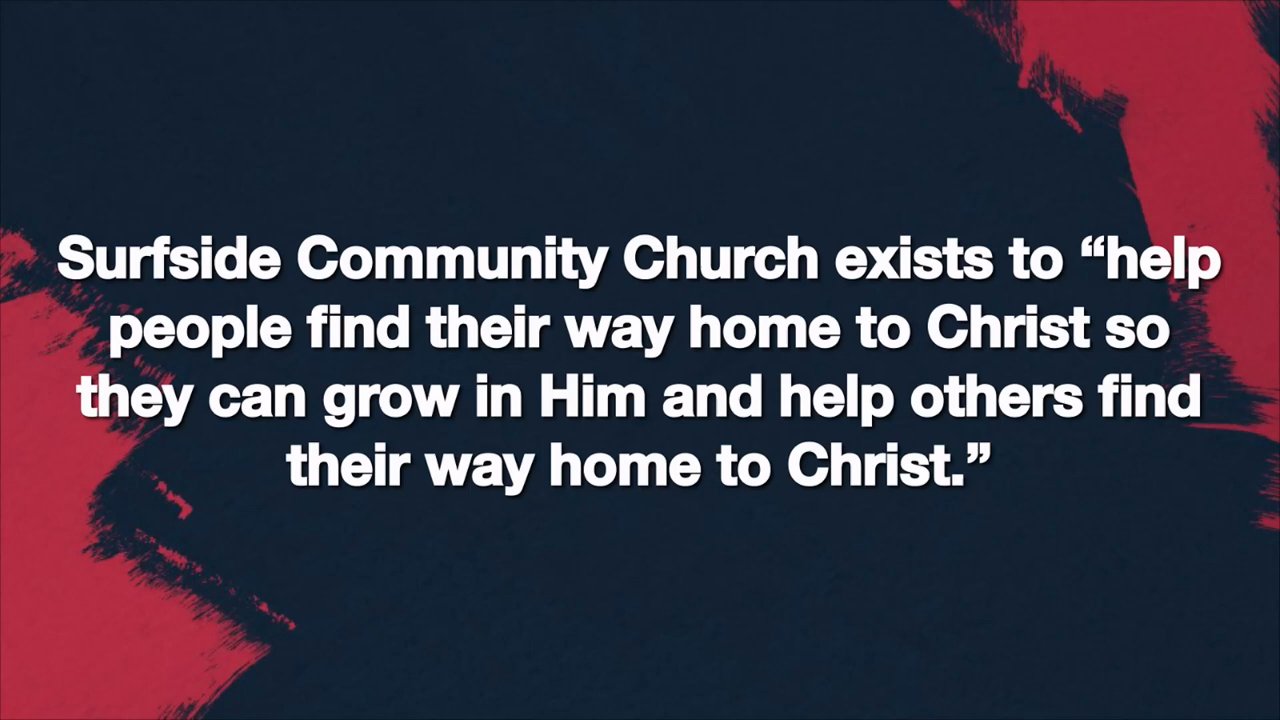 Surfside Community Church exists to “help
people find their way home to Christ so
they can grow in Him and help others find
their way home to Christ.”